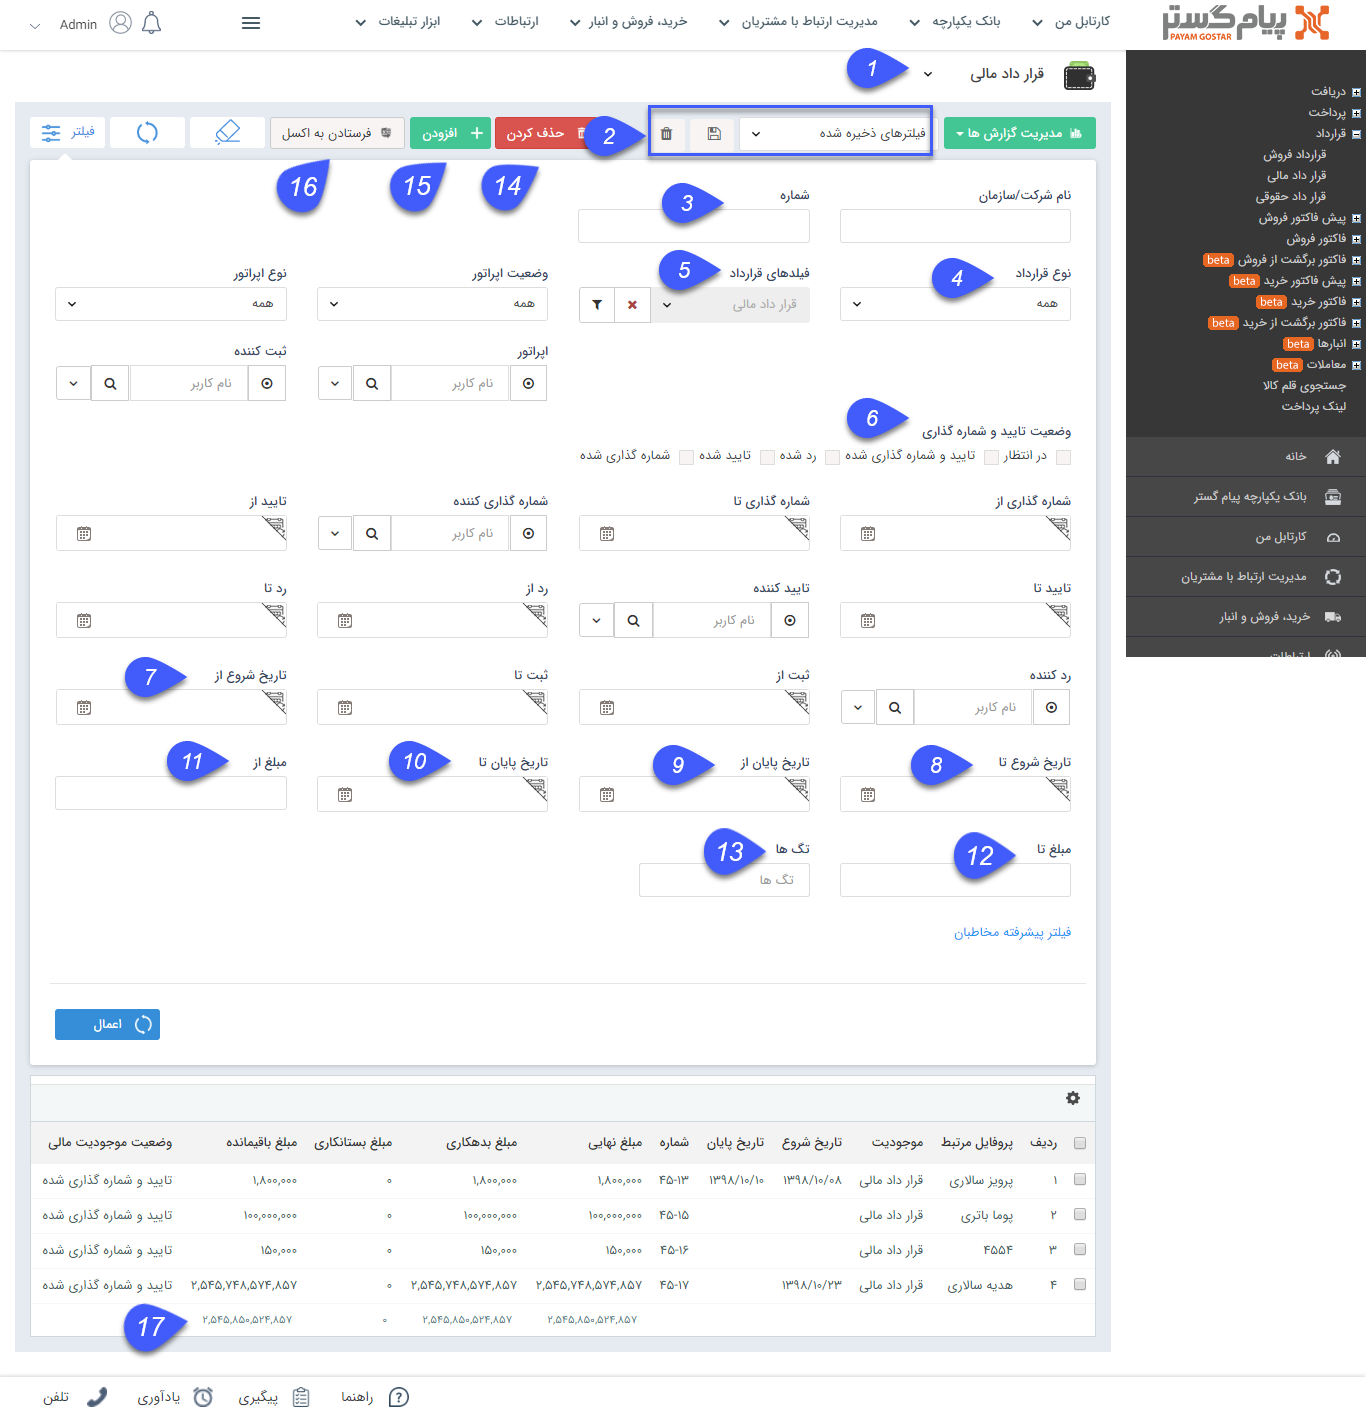 پیام‌گستر
PAYAM GOSTAR
کارتابل من
بانک یکپارچه
مدیریت ارتباط با مشتریان
خرید، فروش و انبار
ارتباطات
ابزار تبلیغات
Admin
دریافت
پرداخت
قرارداد
قرارداد فروش
قرار داد مالی
قرار داد حقوقی
پیش فاکتور فروش
فاکتور فروش
فاکتور برگشت از فروش beta
پیش فاکتور خرید beta
فاکتور خرید beta
فاکتور برگشت از خرید beta
انبارها beta
معاملات beta
جستجوی قلم کالا
لینک پرداخت
خانه
بانک یکپارچه پیام گستر
کارتابل من
مدیریت ارتباط با مشتریان
خرید، فروش و انبار
ارتباطات
قرار داد مالی 1
مدیریت گزارش ها
فیلترهای ذخیره شده
2
حذف کردن
افزودن
فرستادن به اکسل
فیلتر
14
15
16
نام شرکت/سازمان
شماره 3
نوع قرارداد 4
همه
فیلدهای قرارداد 5
قرار داد مالی
وضعیت اپراتور
همه
نوع اپراتور
همه
اپراتور
نام کاربر
ثبت کننده
نام کاربر
وضعیت تایید و شماره گذاری 6
در انتظار
تایید و شماره گذاری شده
رد شده
تایید شده
شماره گذاری شده
شماره گذاری از
شماره گذاری تا
شماره گذاری کننده
نام کاربر
تایید از
تایید تا
تایید کننده
نام کاربر
رد از
رد تا
رد کننده
نام کاربر
ثبت از
ثبت تا
تاریخ شروع از 7
تاریخ شروع تا 8
تاریخ پایان از 9
تاریخ پایان تا 10
مبلغ از 11
مبلغ تا 12
تگ ها 13
تگ ها
فیلتر پیشرفته مخاطبان
اعمال
ردیف پروفایل مرتبط موجودیت تاریخ شروع تاریخ پایان شماره مبلغ نهایی مبلغ بدهکاری مبلغ بستانکاری مبلغ باقیمانده وضعیت موجودیت مالی
۱ پرویز سالاری قرار داد مالی ۱۳۹۸/۱۰/۰۸ ۱۳۹۸/۱۰/۱۰ ۴۵-۱۳ ۱,۸۰۰,۰۰۰ ۱,۸۰۰,۰۰۰ ۰ ۱,۸۰۰,۰۰۰ تایید و شماره گذاری شده
۲ پوما باتری قرار داد مالی ۴۵-۱۵ ۱۰۰,۰۰۰,۰۰۰ ۱۰۰,۰۰۰,۰۰۰ ۰ ۱۰۰,۰۰۰,۰۰۰ تایید و شماره گذاری شده
۳ ۴۵۵۴ قرار داد مالی ۴۵-۱۶ ۱۵۰,۰۰۰ ۱۵۰,۰۰۰ ۰ ۱۵۰,۰۰۰ تایید و شماره گذاری شده
۴ هدیه سالاری قرار داد مالی ۱۳۹۸/۱۰/۲۳ ۴۵-۱۷ ۲,۵۴۵,۷۴۸,۵۷۴,۸۵۷ ۲,۵۴۵,۷۴۸,۵۷۴,۸۵۷ ۰ ۲,۵۴۵,۷۴۸,۵۷۴,۸۵۷ تایید و شماره گذاری شده
۲,۵۴۵,۸۵۰,۵۲۴,۸۵۷ ۲,۵۴۵,۸۵۰,۵۲۴,۸۵۷ ۰ ۲,۵۴۵,۸۵۰,۵۲۴,۸۵۷ 17
راهنما
پیگیری
یادآوری
تلفن